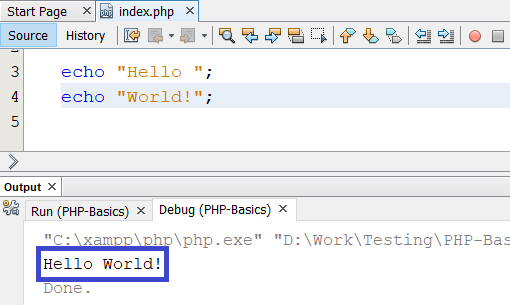 Start Page index.php
Source History
3 echo "Hello ";
4 echo "World!";
5
Output
Run (PHP-Basics) Debug (PHP-Basics)
"C:\xampp\php\php.exe" "D:\Work\Testing\PHP-Bas
Hello World!
Done.